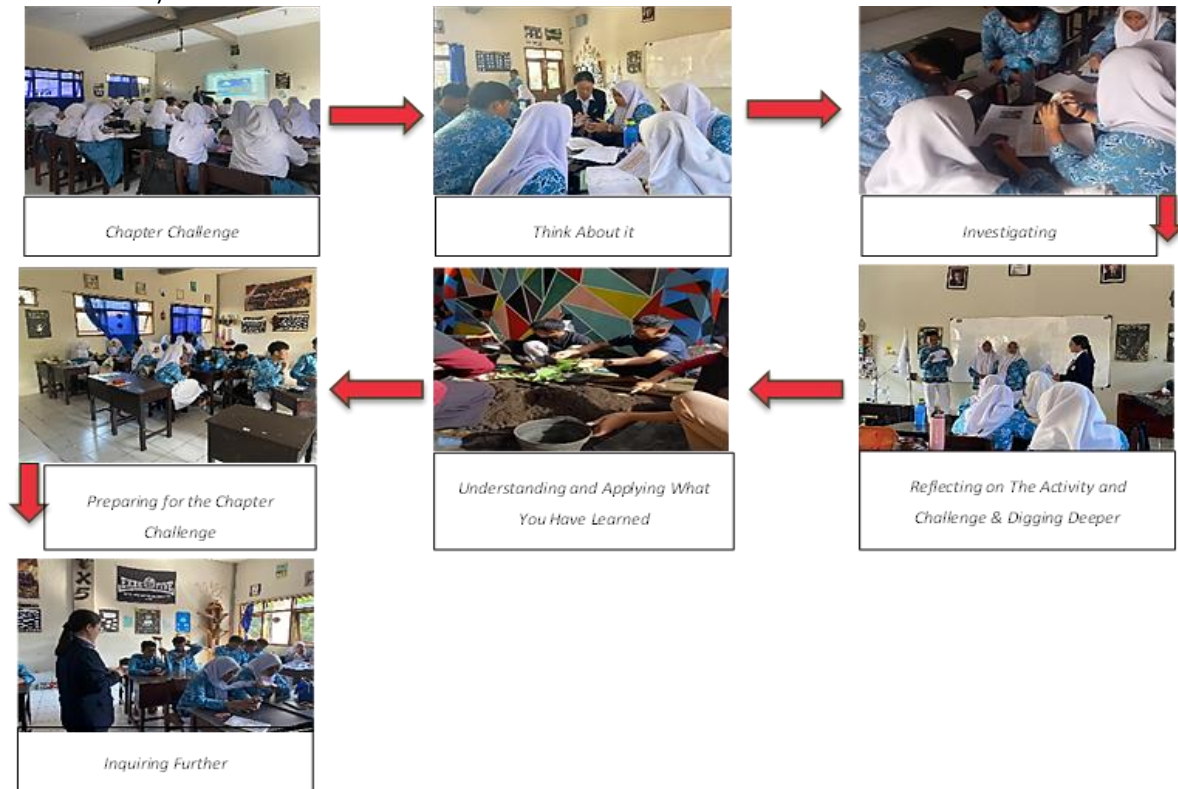 Chapter Challenge
Think About it
Investigating
Reflecting on The Activity and
Challenge & Digging Deeper
Understanding and Applying What
You Have Learned
Preparing for the Chapter
Challenge
Inquiring Further